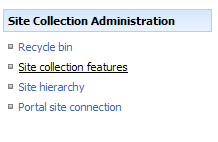 Site Collection Administration
Recycle bin
Site collection features
Site hierarchy
Portal site connection